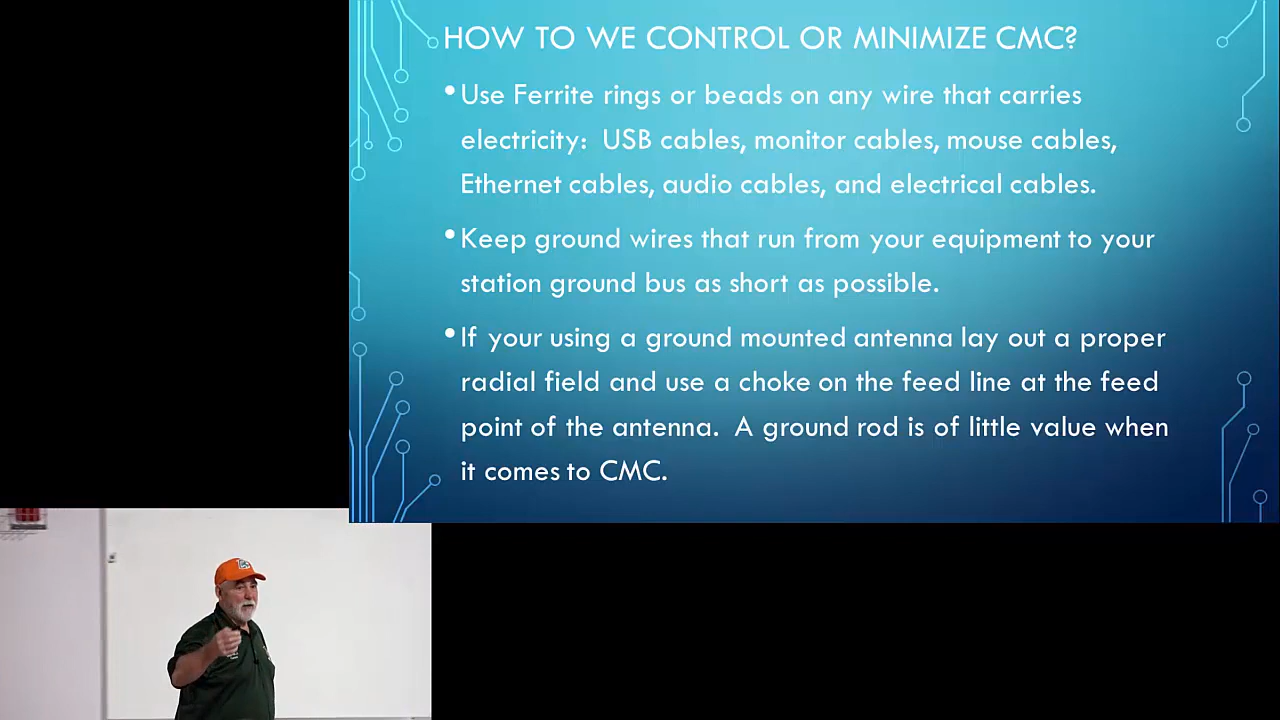 HOW TO WE CONTROL OR MINIMIZE CMC?
•Use Ferrite rings or beads on any wire that carries
electricity:  USB cables, monitor cables, mouse cables,
Ethernet cables, audio cables, and electrical cables.
•Keep ground wires that run from your equipment to your
station ground bus as short as possible.
•If your using a ground mounted antenna lay out a proper
radial field and use a choke on the feed line at the feed
point of the antenna.  A ground rod is of little value when
it comes to CMC.